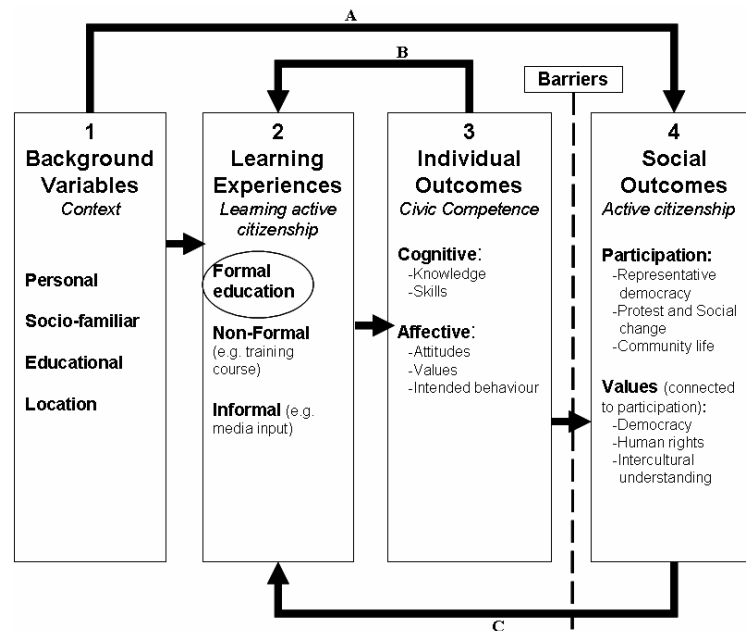 A
B
Barriers
1
Background
Variables
Context
Personal
Socio-familiar
Educational
Location
2
Learning
Experiences
Learning active
citizenship
Formal
education
Non-Formal
(e.g. training
course)
Informal (e.g.
media input)
3
Individual
Outcomes
Civic Competence
Cognitive:
-Knowledge
-Skills
Affective:
-Attitudes
-Values
-Intended behaviour
4
Social
Outcomes
Active citizenship
Participation:
-Representative
democracy
-Protest and Social
change
-Community life
Values (connected
to participation):
-Democracy
-Human rights
-Intercultural
understanding
C